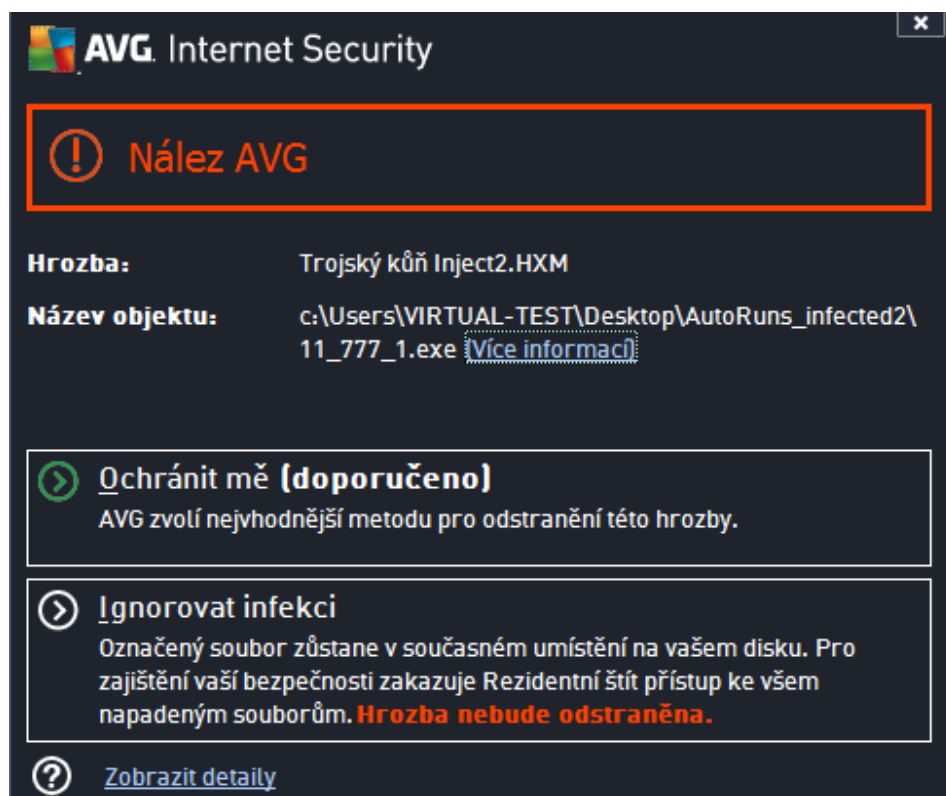 AVG. Internet Security
Nález AVG
Hrozba: Trojský kůň Inject2.HXM
Název objektu: c:\Users\VIRTUAL-TEST\Desktop\AutoRuns_infected2\
11_777_1.exe (Více informací)
Ochránit mě (doporučeno)
AVG zvolí nejvhodnější metodu pro odstranění této hrozby.
Ignorovat infekci
Označený soubor zůstane v současném umístění na vašem disku. Pro
zajištění vaší bezpečnosti zakazuje Rezidentní štít přístup ke všem
napadeným souborům. Hrozba nebude odstraněna.
Zobrazit detaily